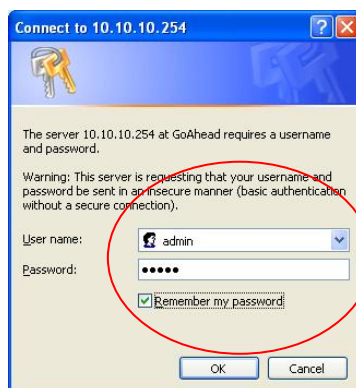 Connect to 10.10.10.254
The server 10.10.10.254 at GoAhead requires a username
and password.
Warning: This server is requesting that your username and
password be sent in an insecure manner (basic authentication
without a secure connection).
User name:
admin
Password:
●●●●●
Remember my password
OK
Cancel